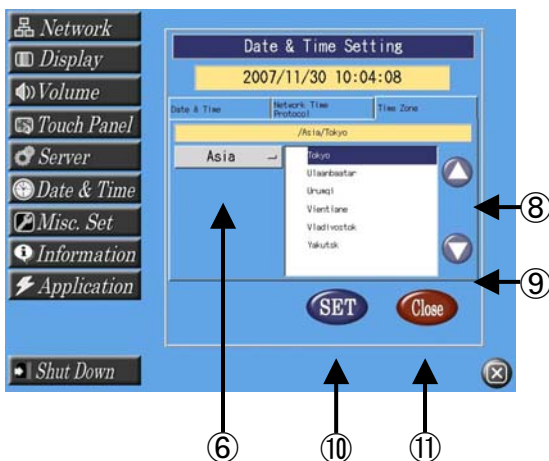 Network
Display
Volume
Touch Panel
Server
Date & Time
Misc. Set
Information
Application
Shut Down
Date & Time Setting
2007/11/30 10:04:08
Date & Time
Network Time
Protocol
Time Zone
/Asia/Tokyo
Asia
Tokyo
Ulaanbaatar
Urumqi
Vientiane
Vladivostok
Yakutsk
SET
Close
⑧
⑨
⑥
⑩
⑪